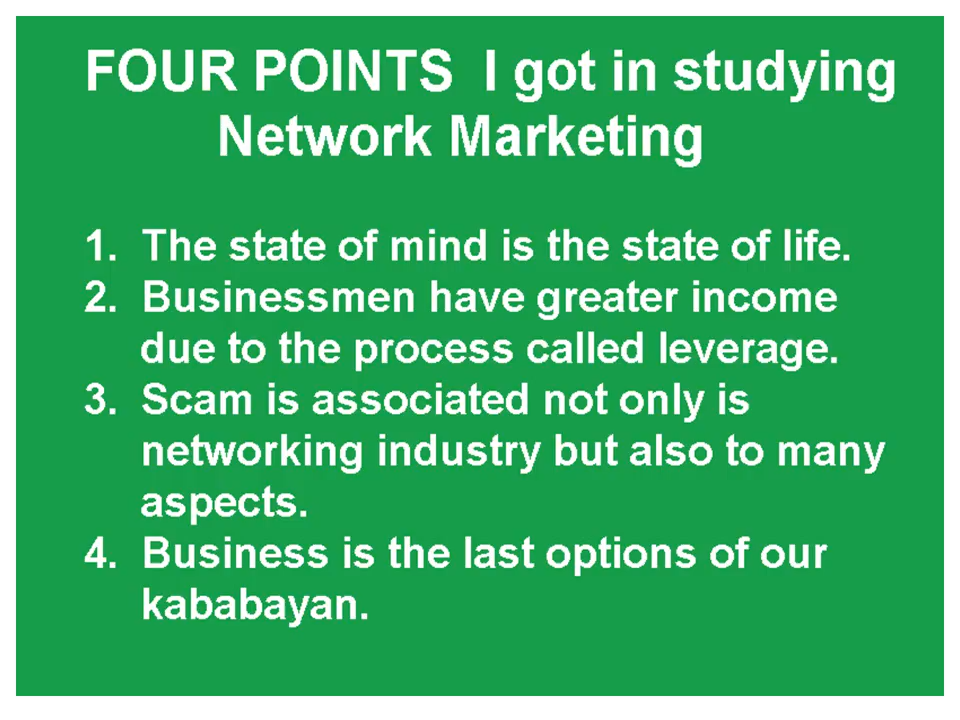 FOUR POINTS  I got in studying
Network Marketing
1.  The state of mind is the state of life.
2.  Businessmen have greater income
due to the process called leverage.
3.  Scam is associated not only is
networking industry but also to many
aspects.
4.  Business is the last options of our
kababayan.